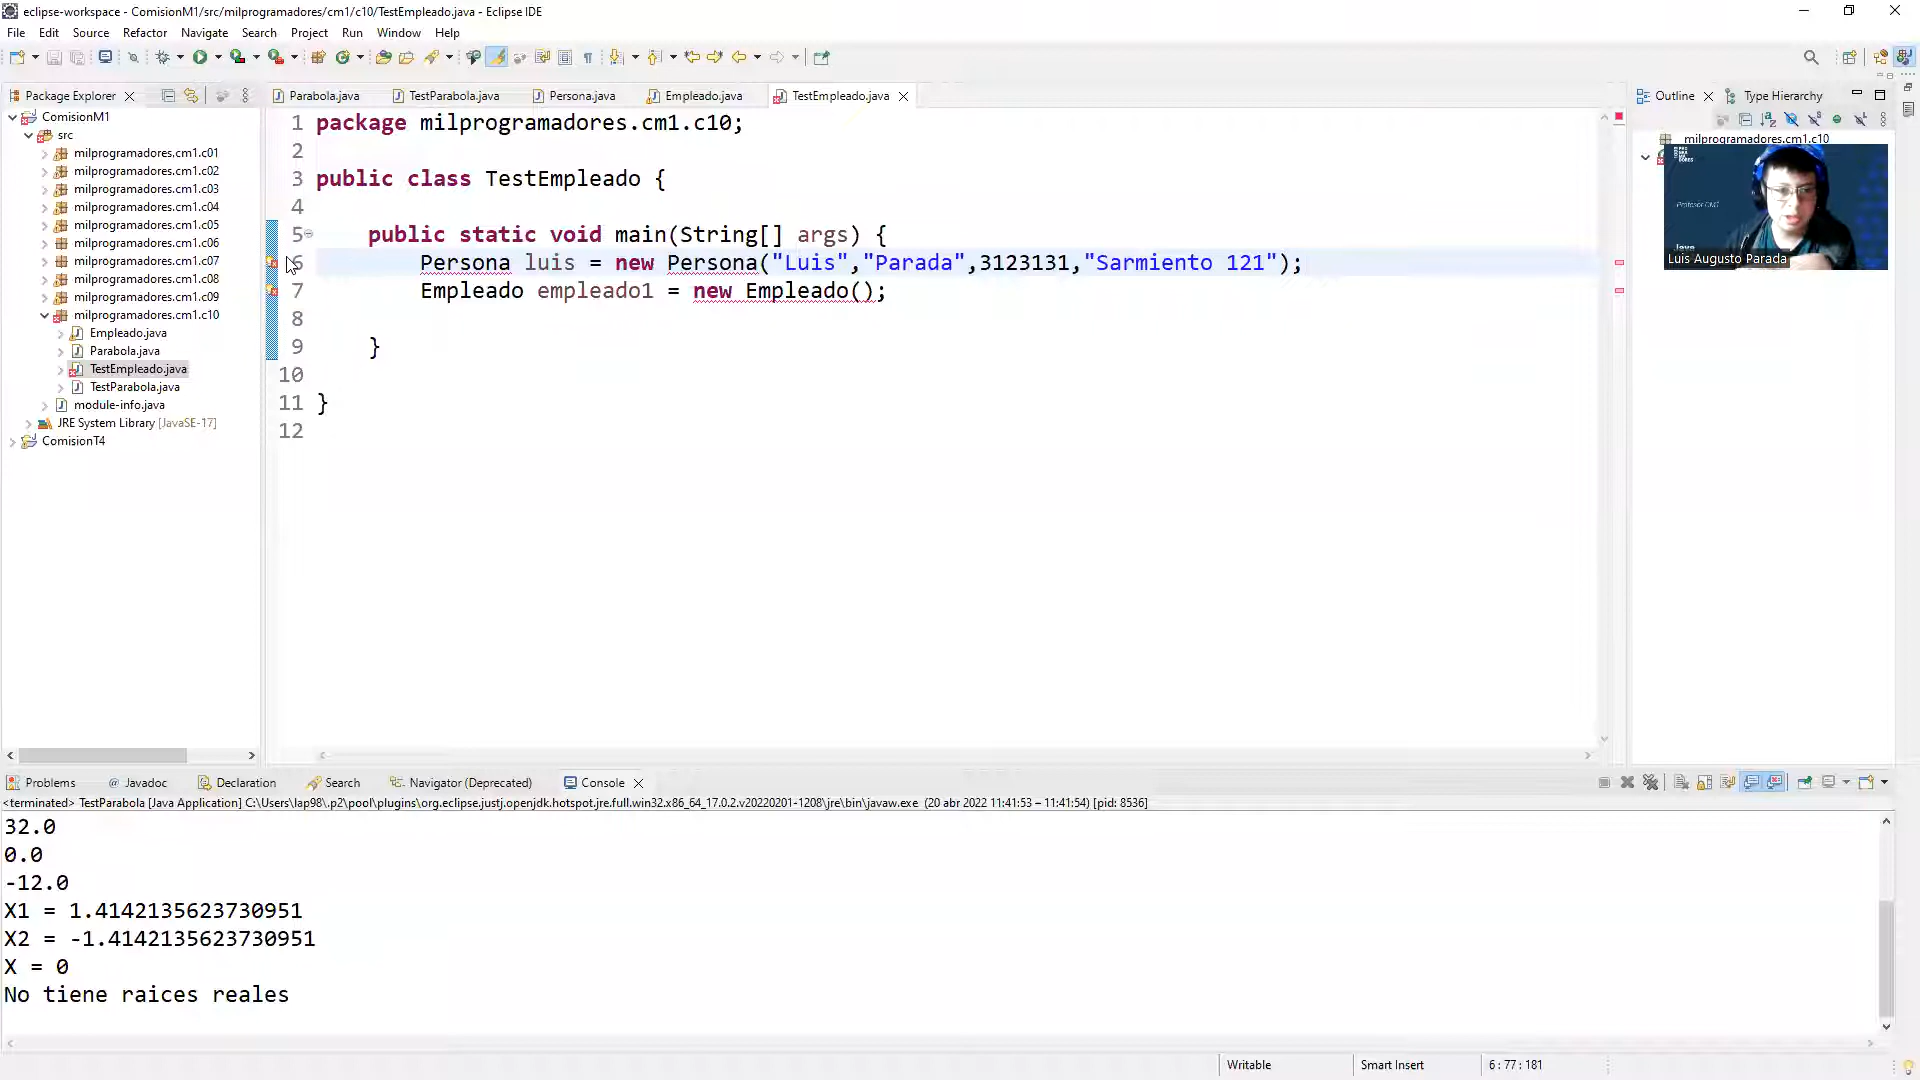 eclipse-workspace - ComisionM1/src/milprogramadores/cm1/c10/TestEmpleado.java - Eclipse IDE
File Edit Source Refactor Navigate Search Project Run Window Help
Package Explorer
Parabola.java TestParabola.java Persona.java Empleado.java TestEmpleado.java
Outline Type Hierarchy
ComisionM1
src
milprogramadores.cm1.c01
milprogramadores.cm1.c02
milprogramadores.cm1.c03
milprogramadores.cm1.c04
milprogramadores.cm1.c05
milprogramadores.cm1.c06
milprogramadores.cm1.c07
milprogramadores.cm1.c08
milprogramadores.cm1.c09
milprogramadores.cm1.c10
Empleado.java
Parabola.java
TestEmpleado.java
TestParabola.java
module-info.java
JRE System Library [JavaSE-17]
ComisionT4
1 package milprogramadores.cm1.c10;
2
3 public class TestEmpleado {
4
5 public static void main(String[] args) {
6 Persona luis = new Persona("Luis","Parada",3123131,"Sarmiento 121");
7 Empleado empleado1 = new Empleado();
8
9 }
10
11 }
12
milprogramadores.cm1.c10
Profesor CM1
Java
Luis Augusto Parada
Problems @ Javadoc Declaration Search Navigator (Deprecated) Console
<terminated> TestParabola [Java Application] C:\Users\lap98\.p2\pool\plugins\org.eclipse.justj.openjdk.hotspot.jre.full.win32.x86_64_17.0.2.v20220201-1208\jre\bin\javaw.exe (20 abr 2022 11:41:53 – 11:41:54) [pid: 8536]
32.0
0.0
-12.0
X1 = 1.4142135623730951
X2 = -1.4142135623730951
X = 0
No tiene raices reales
Writable Smart Insert 6 : 77 : 181